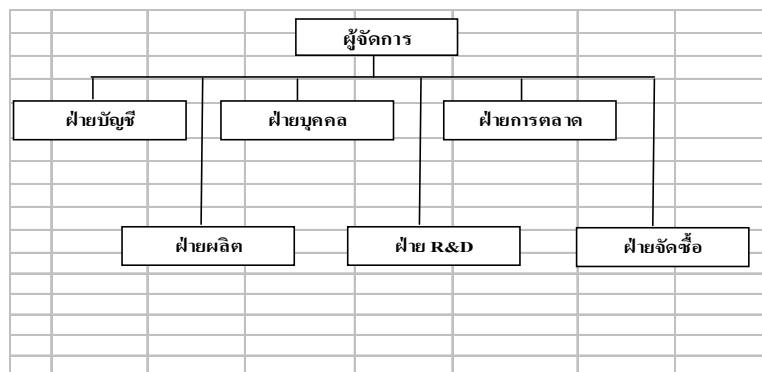 ผู้จัดการ
ฝ่ายบัญชี
ฝ่ายบุคคล
ฝ่ายการตลาด
ฝ่ายผลิต
ฝ่าย R&D
ฝ่ายจัดซื้อ